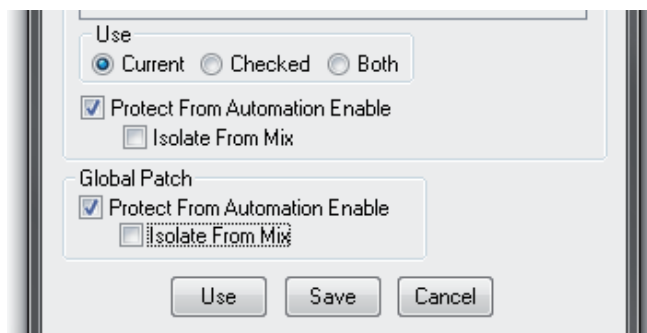 Use
Current Checked Both
Protect From Automation Enable
Isolate From Mix
Global Patch
Protect From Automation Enable
Isolate From Mix
Use Save Cancel